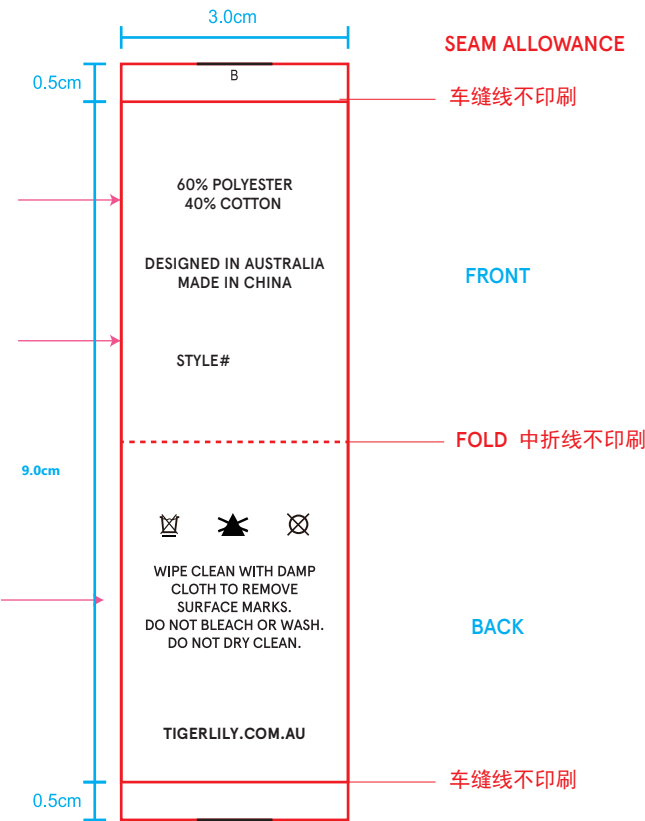 3.0cm
SEAM ALLOWANCE
0.5cm
B
车缝线不印刷
60% POLYESTER
40% COTTON
DESIGNED IN AUSTRALIA
MADE IN CHINA
FRONT
STYLE#
FOLD 中折线不印刷
9.0cm
WIPE CLEAN WITH DAMP
CLOTH TO REMOVE
SURFACE MARKS.
DO NOT BLEACH OR WASH.
DO NOT DRY CLEAN.
BACK
TIGERLILY.COM.AU
车缝线不印刷
0.5cm